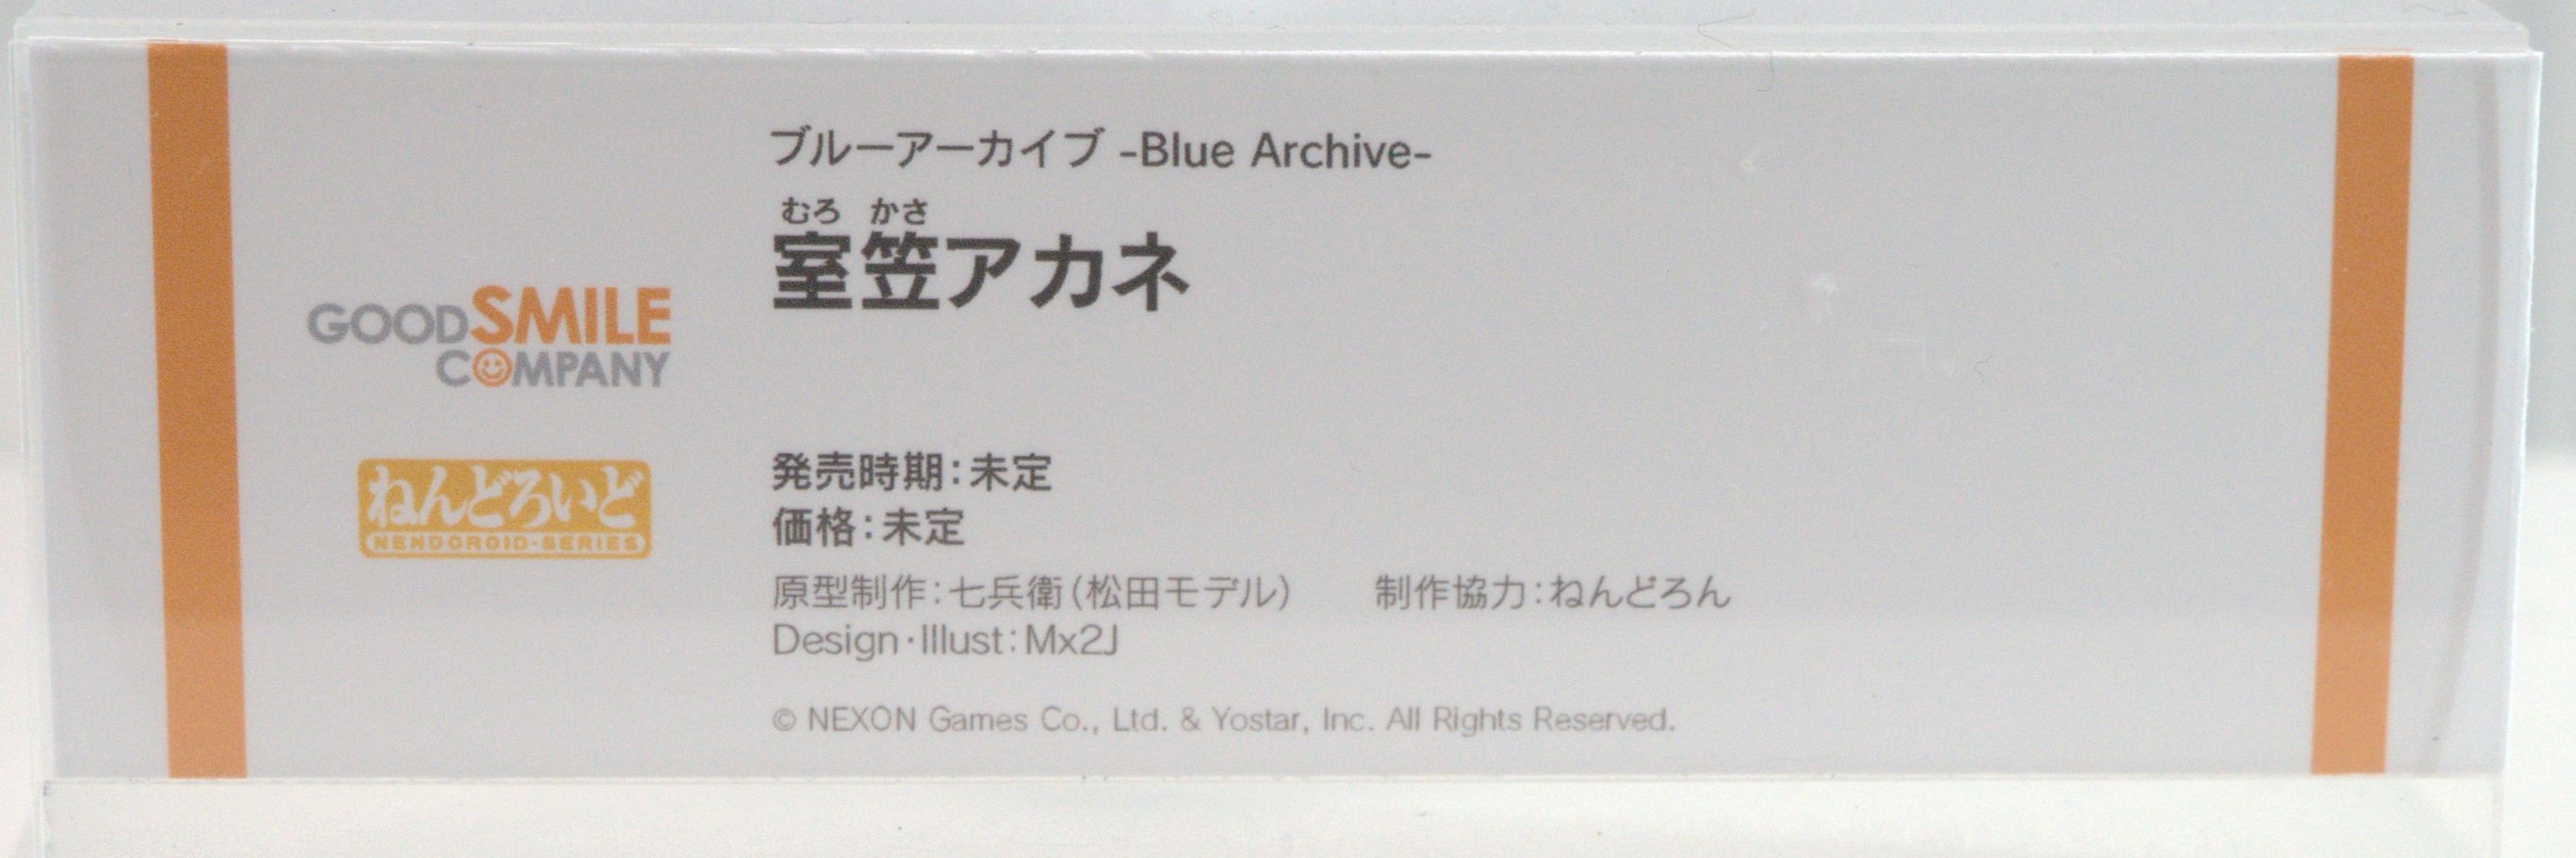 ブルーアーカイブ -Blue Archive-
むろ かさ
室笠アカネ
GOODSMILE
COMPANY
ねんどろいど
NENDOROID-SERIES
発売時期：未定
価格：未定
原型制作：七兵衛（松田モデル） 制作協力：ねんどろん
Design・Illust：Mx2J
© NEXON Games Co., Ltd. & Yostar, Inc. All Rights Reserved.